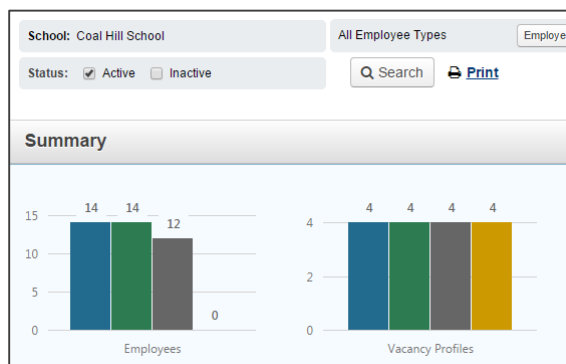 School: Coal Hill School
All Employee Types
Status: Active Inactive
Search Print
Summary
14 14 12 0
15
10
5
0
Employees
4 4 4 4
4
2
0
Vacancy Profiles